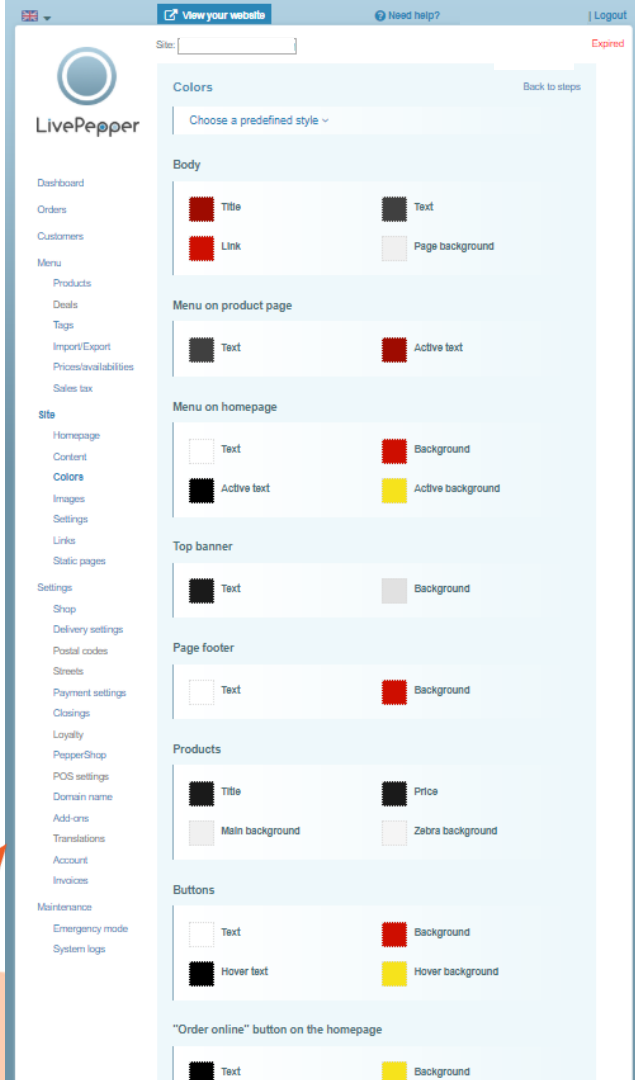 View your website
Need help?
| Logout
Site:
Expired
LivePepper
Dashboard
Orders
Customers
Menu
Products
Deals
Tags
Import/Export
Prices/availabilities
Sales tax
Site
Homepage
Content
Colors
Images
Settings
Links
Static pages
Settings
Shop
Delivery settings
Postal codes
Streets
Payment settings
Closings
Loyalty
PepperShop
POS settings
Domain name
Add-ons
Translations
Account
Invoices
Maintenance
Emergency mode
System logs
Colors
Back to steps
Choose a predefined style
Body
Title
Text
Link
Page background
Menu on product page
Text
Active text
Menu on homepage
Text
Background
Active text
Active background
Top banner
Text
Background
Page footer
Text
Background
Products
Title
Price
Main background
Zebra background
Buttons
Text
Background
Hover text
Hover background
"Order online" button on the homepage
Text
Background